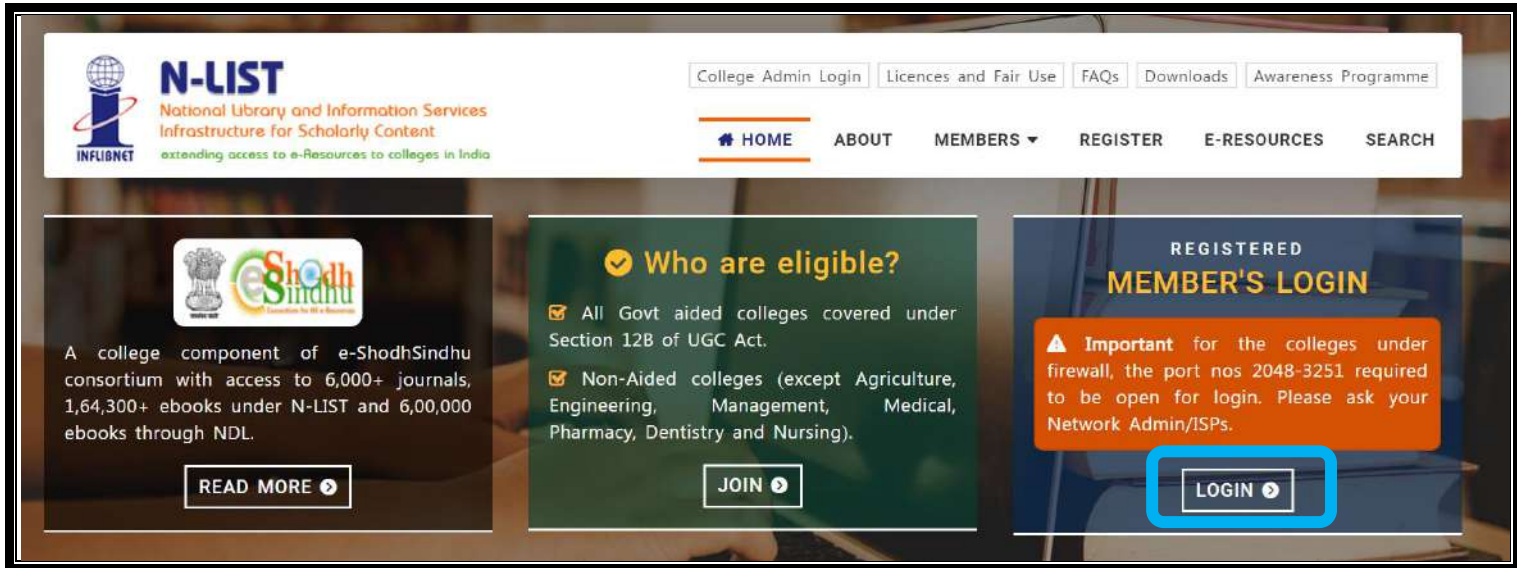 N-LIST
National Library and Information Services
Infrastructure for Scholarly Content
extending access to e-Resources to colleges in India
INFLIBNET
College Admin Login
Licences and Fair Use
FAQs
Downloads
Awareness Programme
HOME
ABOUT
MEMBERS
REGISTER
E-RESOURCES
SEARCH
e-Shodh
Sindhu
A college component of e-ShodhSindhu
consortium with access to 6,000+ journals,
1,64,300+ ebooks under N-LIST and 6,00,000
ebooks through NDL.
READ MORE
Who are eligible?
All Govt aided colleges covered under
Section 12B of UGC Act.
Non-Aided colleges (except Agriculture,
Engineering, Management, Medical,
Pharmacy, Dentistry and Nursing).
JOIN
REGISTERED
MEMBER'S LOGIN
Important for the colleges under
firewall, the port nos 2048-3251 required
to be open for login. Please ask your
Network Admin/ISPs.
LOGIN